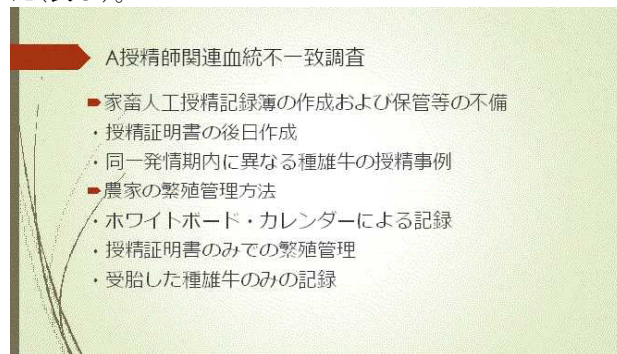 A授精師関連血統不一致調査
家畜人工授精記録簿の作成および保管等の不備
・授精証明書の後日作成
・同一発情期内に異なる種雄牛の授精事例
農家の繁殖管理方法
・ホワイトボード・カレンダーによる記録
・授精証明書のみでの繁殖管理
・受胎した種雄牛のみの記録